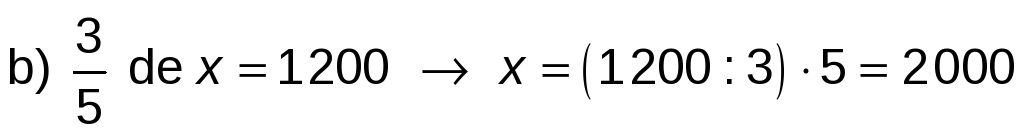 b) 3/5 de x = 1200 → x = (1200 : 3) · 5 = 2000